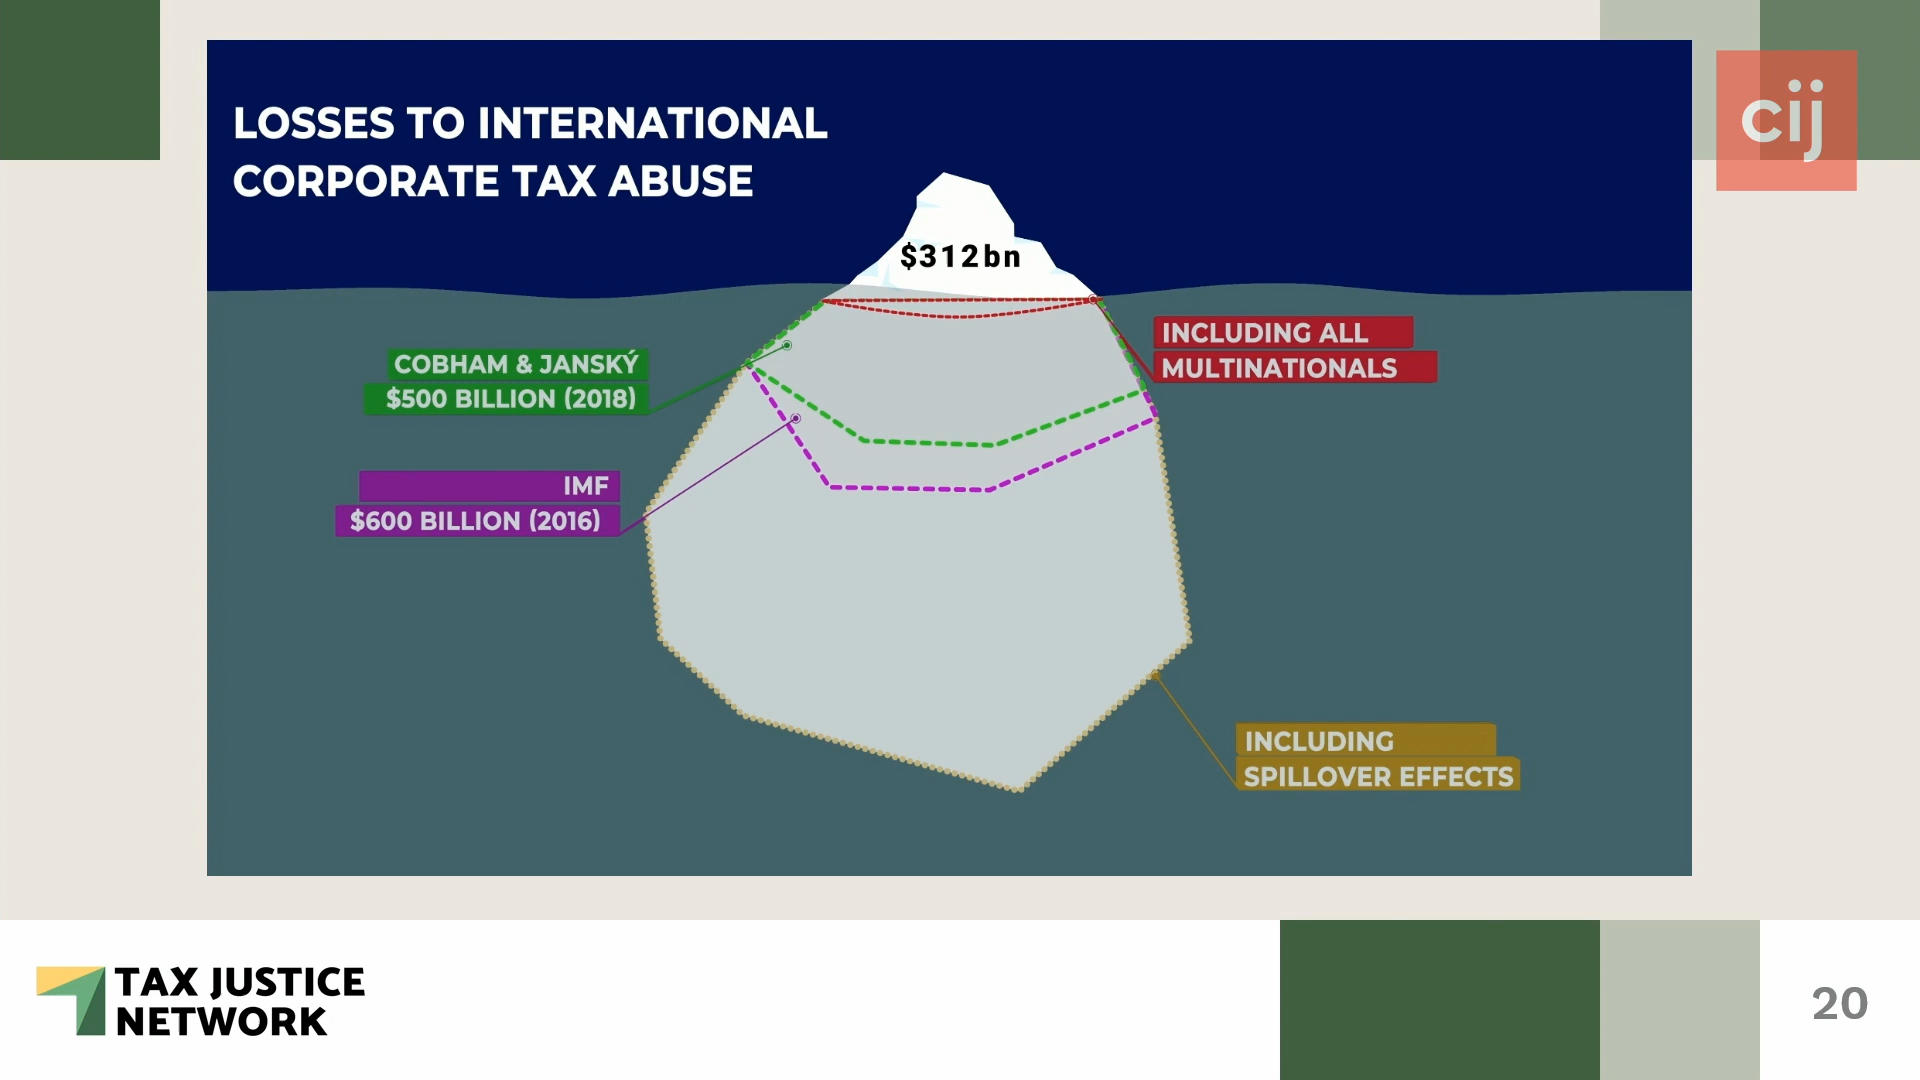 LOSSES TO INTERNATIONAL
CORPORATE TAX ABUSE
cij
$312bn
INCLUDING ALL
MULTINATIONALS
COBHAM & JANSKÝ
$500 BILLION (2018)
IMF
$600 BILLION (2016)
INCLUDING
SPILLOVER EFFECTS
TAX JUSTICE
NETWORK
20